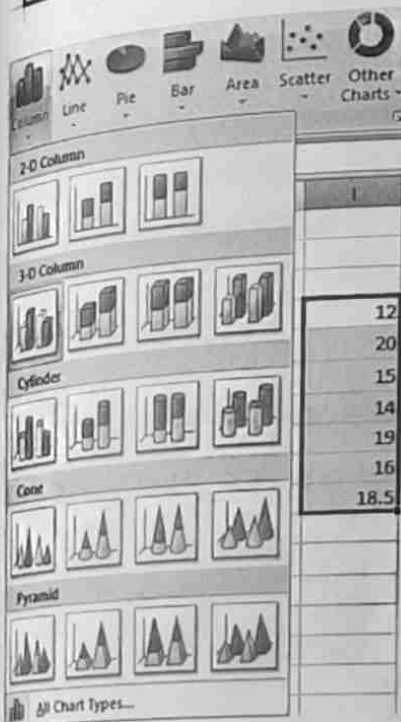 Column Line Pie Bar Area Scatter Other
Charts
2-D Column
3-D Column
12
20
15
Cylinder
14
19
16
18.5
Cone
Pyramid
All Chart Types...